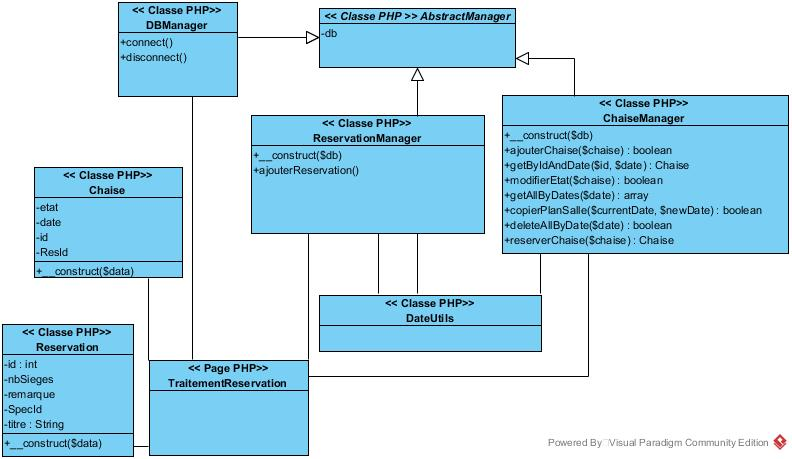 << Classe PHP>>
DBManager
+connect()
+disconnect()
<< Classe PHP >> AbstractManager
-db
<< Classe PHP>>
ReservationManager
+__construct($db)
+ajouterReservation()
<< Classe PHP>>
ChaiseManager
+__construct($db)
+ajouterChaise($chaise) : boolean
+getByIdAndDate($id, $date) : Chaise
+modifierEtat($chaise) : boolean
+getAllByDates($date) : array
+copierPlanSalle($currentDate, $newDate) : boolean
+deleteAllByDate($date) : boolean
+reserverChaise($chaise) : Chaise
<< Classe PHP>>
Chaise
-etat
-date
-id
-ResId
+__construct($data)
<< Classe PHP>>
DateUtils
<< Classe PHP>>
Reservation
-id : int
-nbSieges
-remarque
-SpecId
-titre : String
+__construct($data)
<< Page PHP>>
TraitementReservation
Powered By Visual Paradigm Community Edition